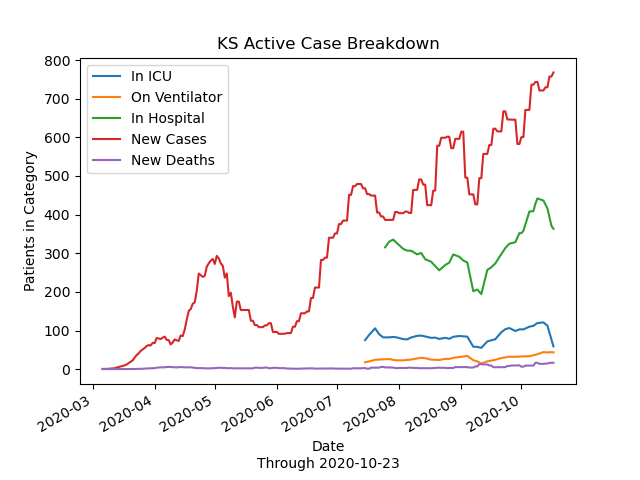 KS Active Case Breakdown
In ICU
On Ventilator
In Hospital
New Cases
New Deaths
Patients in Category
800
700
600
500
400
300
200
100
0
2020-03
2020-04
2020-05
2020-06
2020-07
2020-08
2020-09
2020-10
Date
Through 2020-10-23